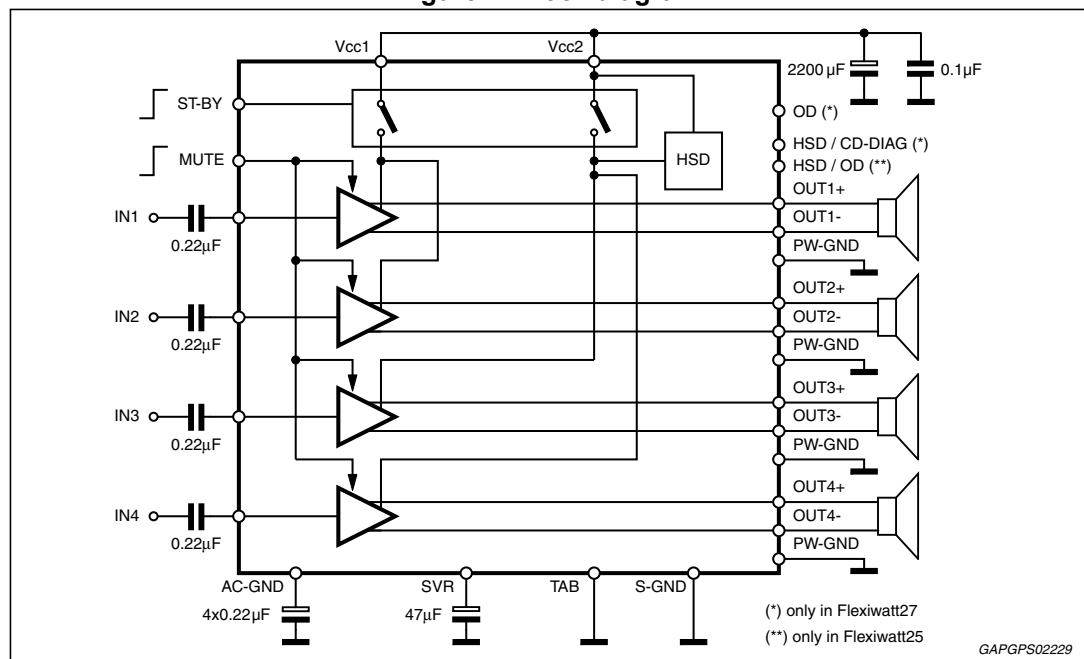 Vcc1
Vcc2
2200µF
0.1µF
ST-BY
OD (*)
HSD / CD-DIAG (*)
MUTE
HSD
HSD / OD (**)
OUT1+
IN1
OUT1-
0.22µF
PW-GND
OUT2+
IN2
OUT2-
0.22µF
PW-GND
OUT3+
IN3
OUT3-
0.22µF
PW-GND
OUT4+
IN4
OUT4-
0.22µF
PW-GND
AC-GND
SVR
TAB
S-GND
4x0.22µF
47µF
(*) only in Flexiwatt27
(**) only in Flexiwatt25
GAPGPS02229